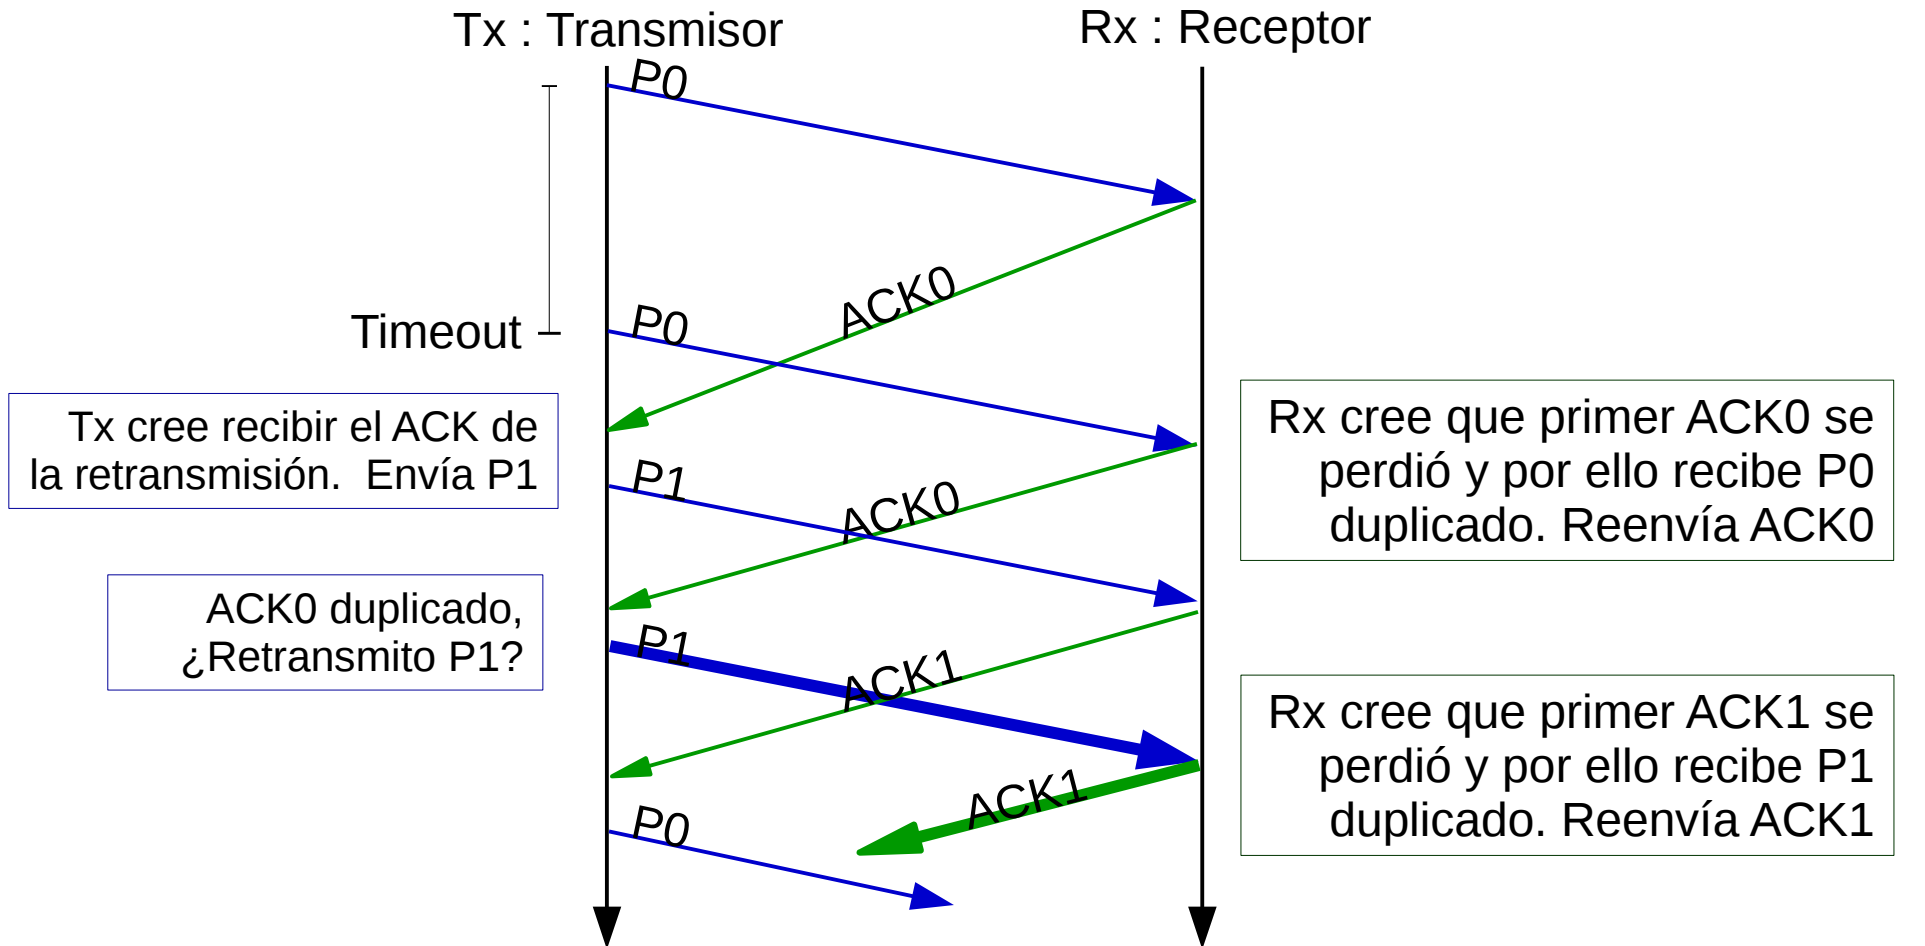 Tx : Transmisor
Rx : Receptor
P0
ACK0
Timeout
P0
Tx cree recibir el ACK de
la retransmisión.  Envía P1
Rx cree que primer ACK0 se
perdió y por ello recibe P0
duplicado. Reenvía ACK0
P1
ACK0
ACK0 duplicado,
¿Retransmito P1?
P1
ACK1
Rx cree que primer ACK1 se
perdió y por ello recibe P1
duplicado. Reenvía ACK1
ACK1
P0